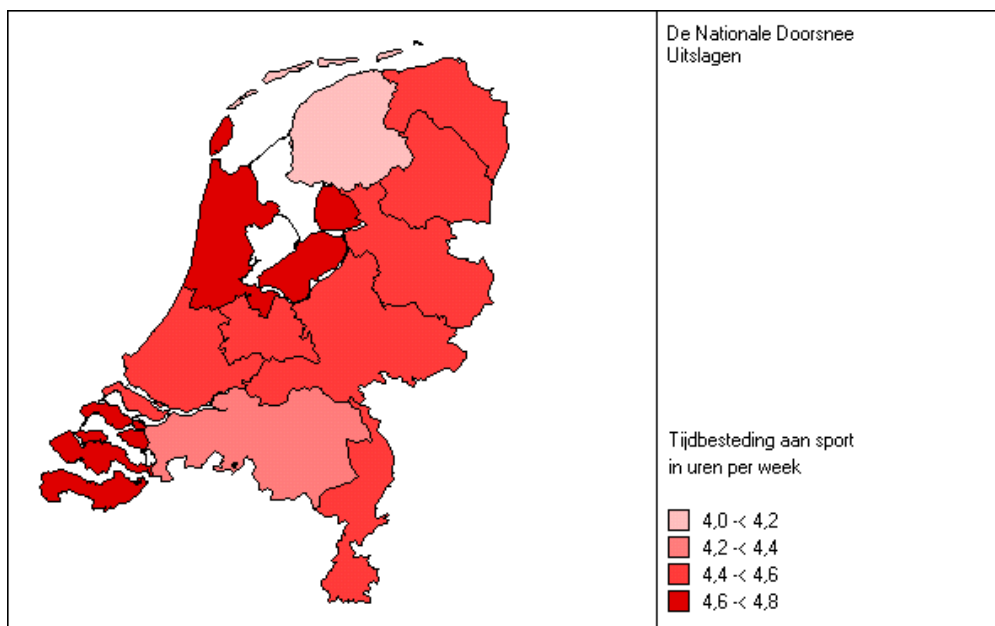 De Nationale Doorsnee
Uitslagen
Tijdbesteding aan sport
in uren per week
4,0 -< 4,2
4,2 -< 4,4
4,4 -< 4,6
4,6 -< 4,8